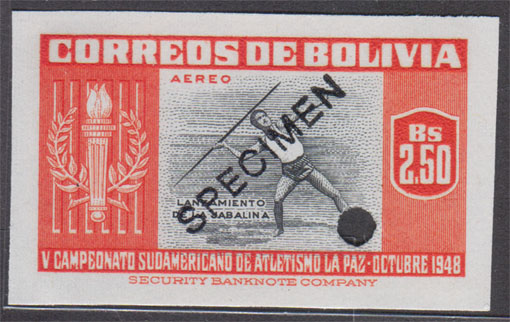 CORREOS DE BOLIVIA
AEREO
SPECIMEN
Bs
2.50
LANZAMIENTO
DE LA JABALINA
V CAMPEONATO SUDAMERICANO DE ATLETISMO LA PAZ-OCTUBRE 1948
SECURITY BANKNOTE COMPANY